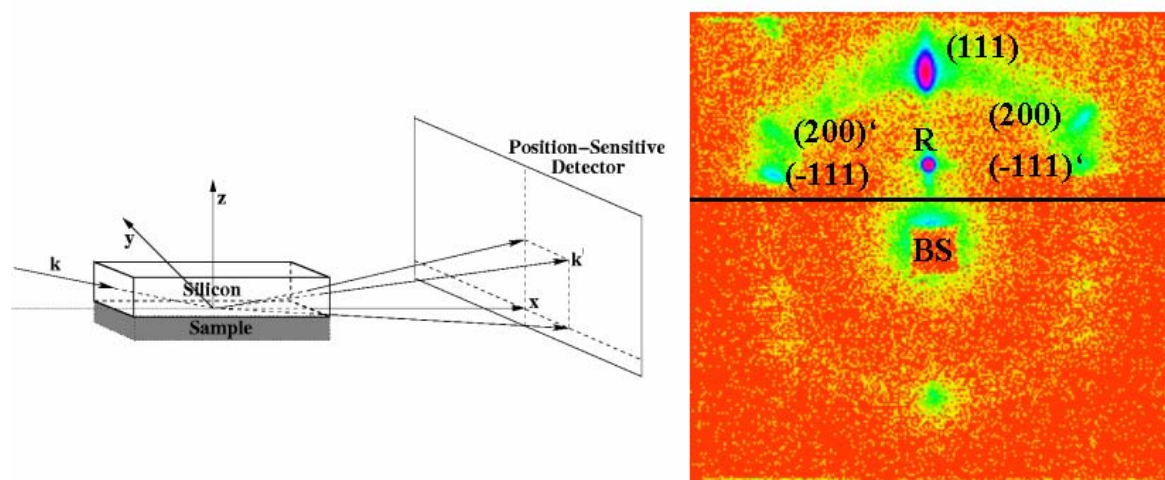 Position-Sensitive
Detector
z
y
k
Silicon
x
k'
Sample
(111)
(200)‘
R
(200)
(-111)
(-111)‘
BS